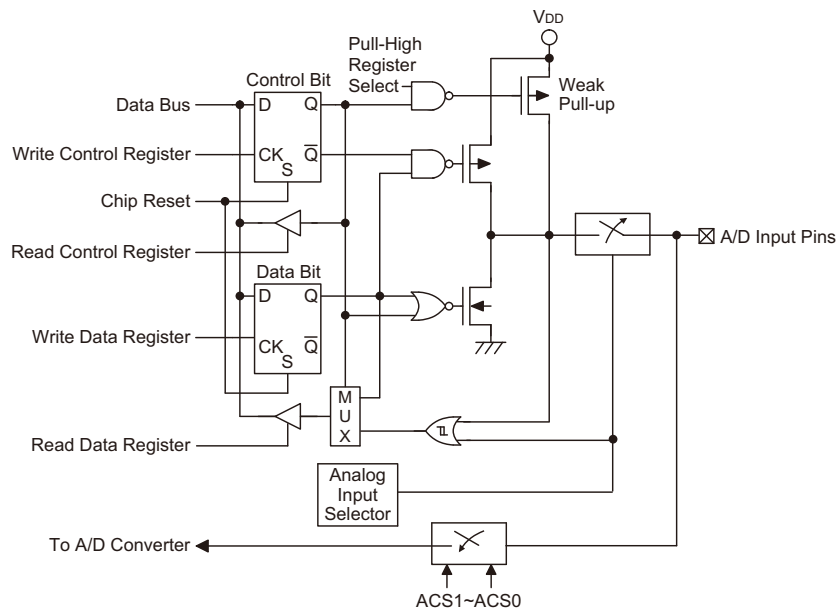 VDD
Pull-High
Register
Select
Weak
Pull-up
Control Bit
Data Bus
D
Q
Write Control Register
CK
Q̅
S
Chip Reset
Read Control Register
A/D Input Pins
Data Bit
D
Q
Write Data Register
CK
Q̅
S
M
U
X
Read Data Register
Analog
Input
Selector
To A/D Converter
ACS1~ACS0